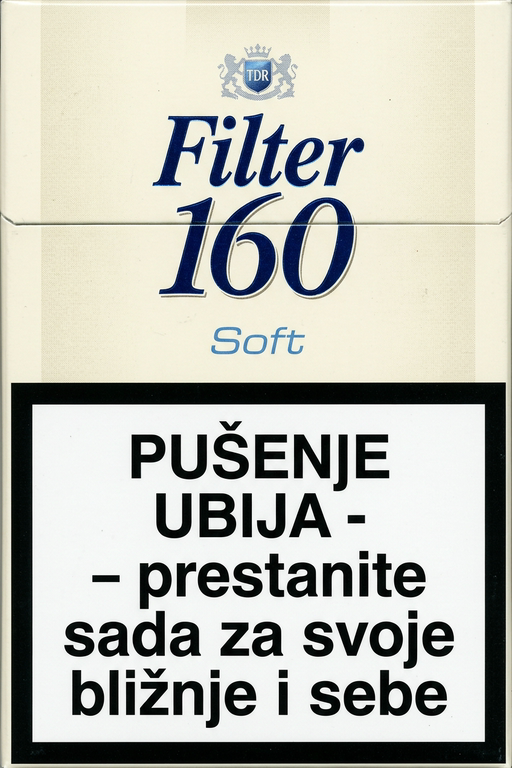 TDR
Filter
160
Soft
PUŠENJE
UBIJA -
– prestanite
sada za svoje
bližnje i sebe